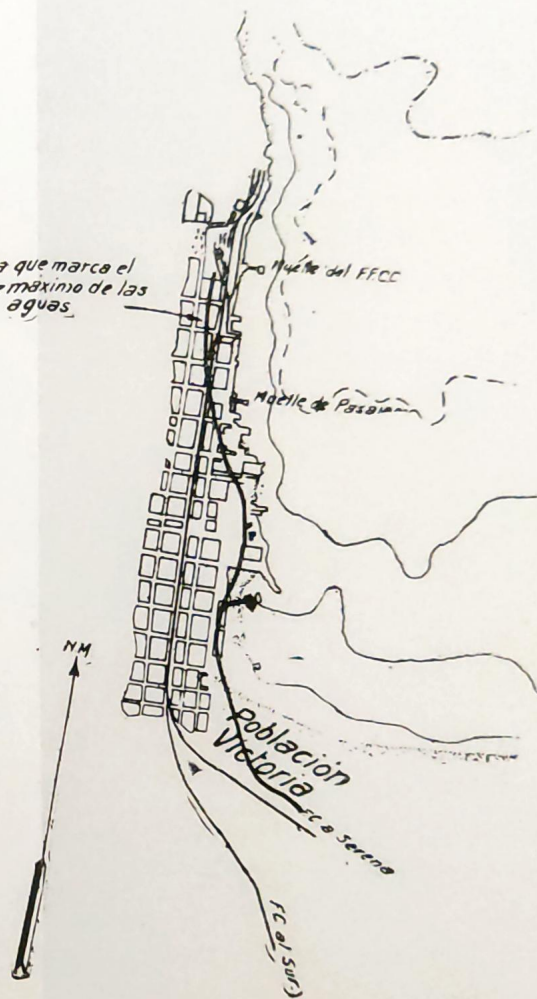 que marca el
máximo de las
aguas
Muelle del FFCC
Muelle de
NM
Población
Victoria
FC a Serena
FC al Sur